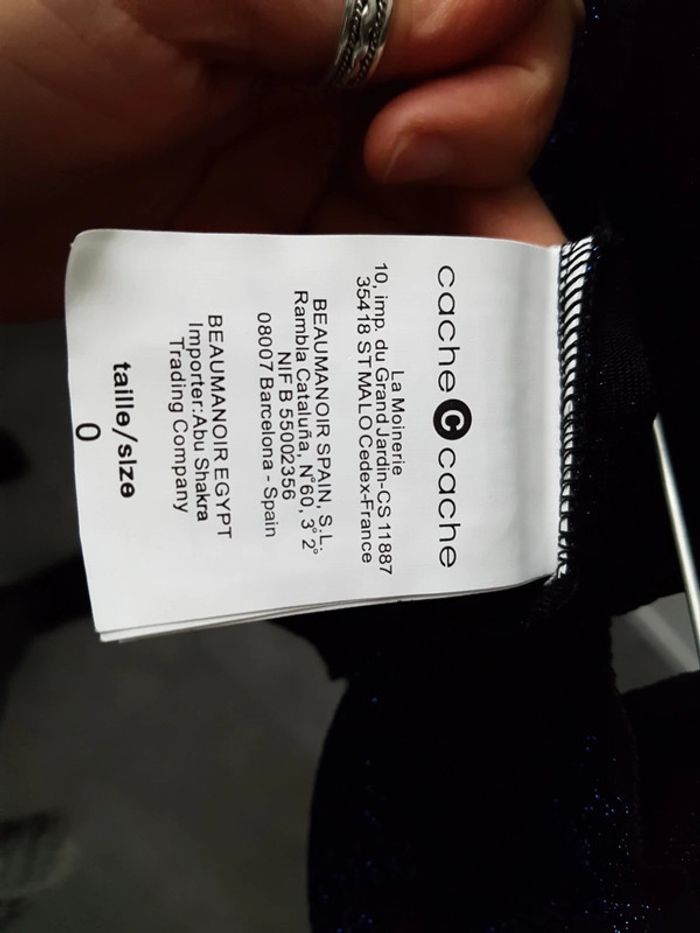 cache C cache
La Moinerie
10, imp. du Grand Jardin-CS 11887
35418 ST MALO Cedex-France
BEAUMANOIR SPAIN, S.L.
Rambla Cataluña, N°60, 3° 2°
NIF B 55002356
08007 Barcelona - Spain
BEAUMANOIR EGYPT
Importer:Abu Shakra
Trading Company
taille/size
0